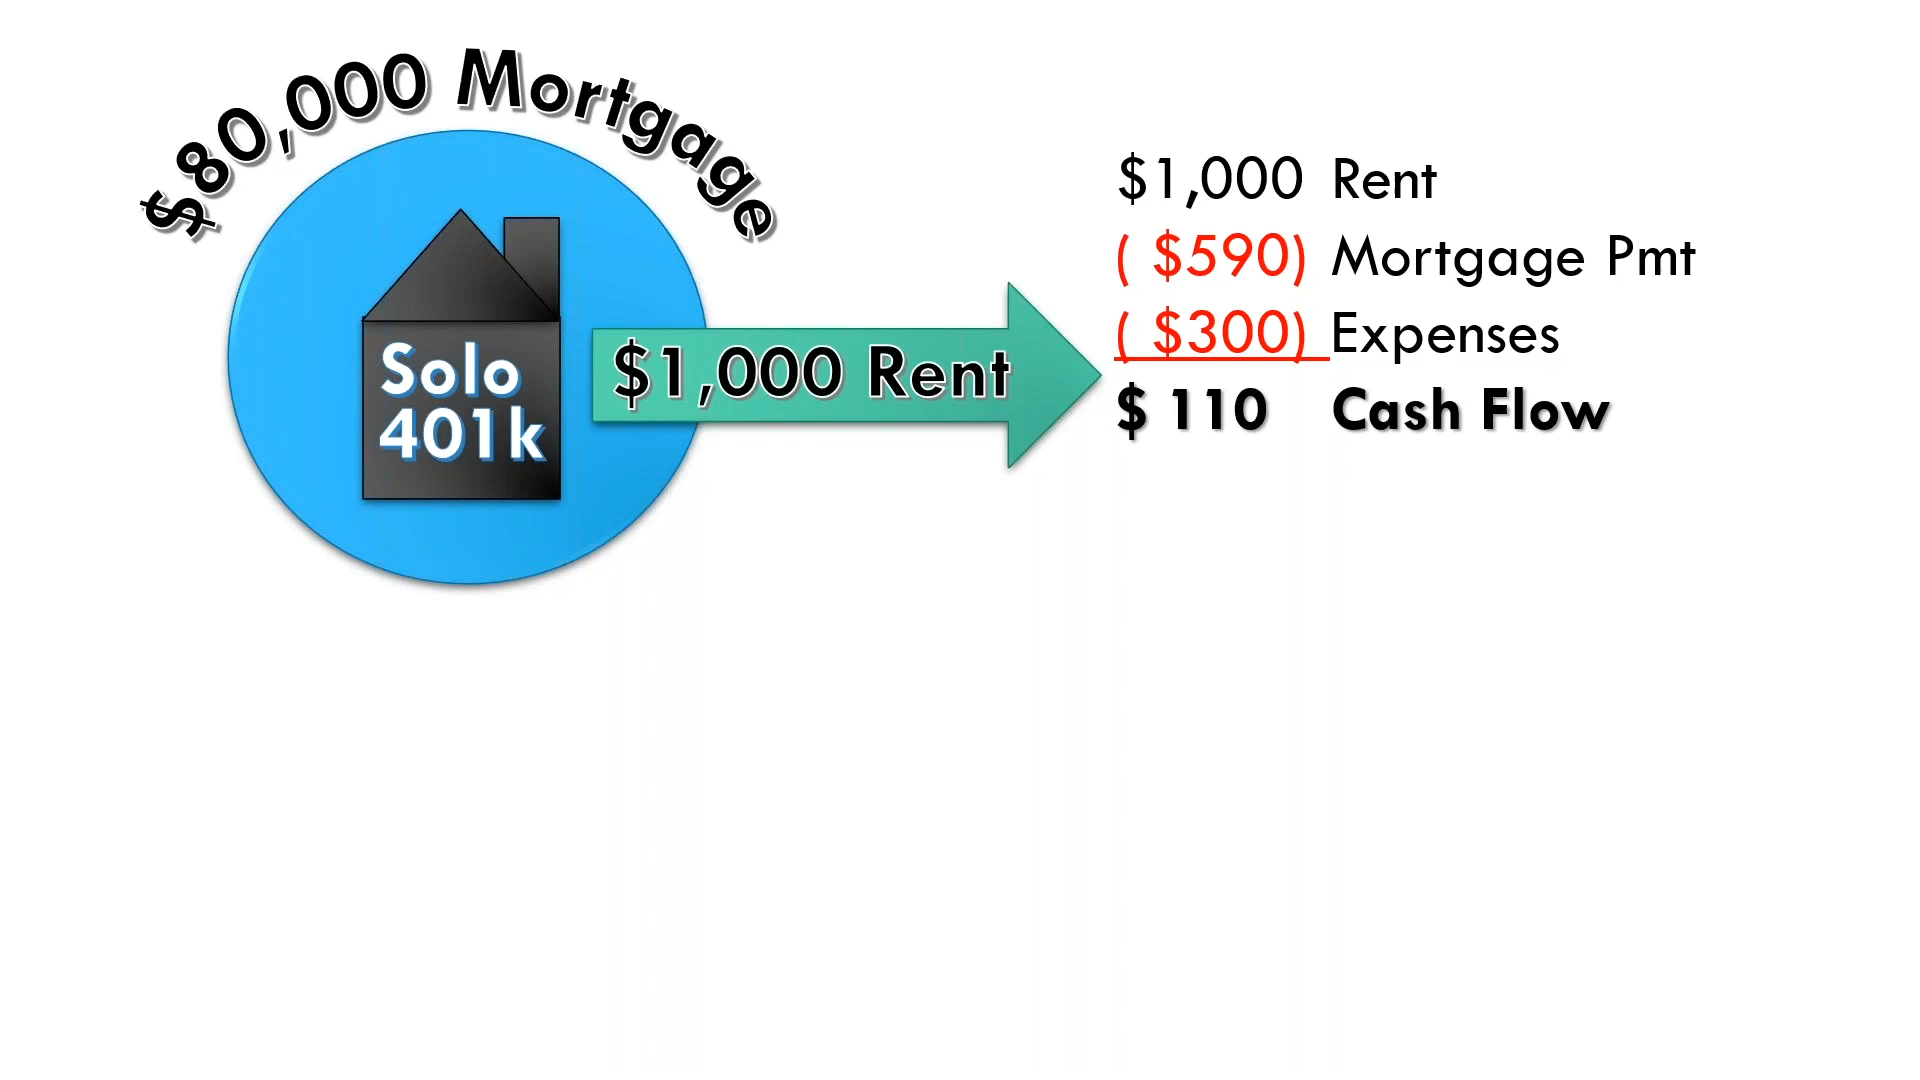 $80,000 Mortgage
Solo
401k
$1,000 Rent
$1,000 Rent
( $590) Mortgage Pmt
( $300) Expenses
$ 110 Cash Flow